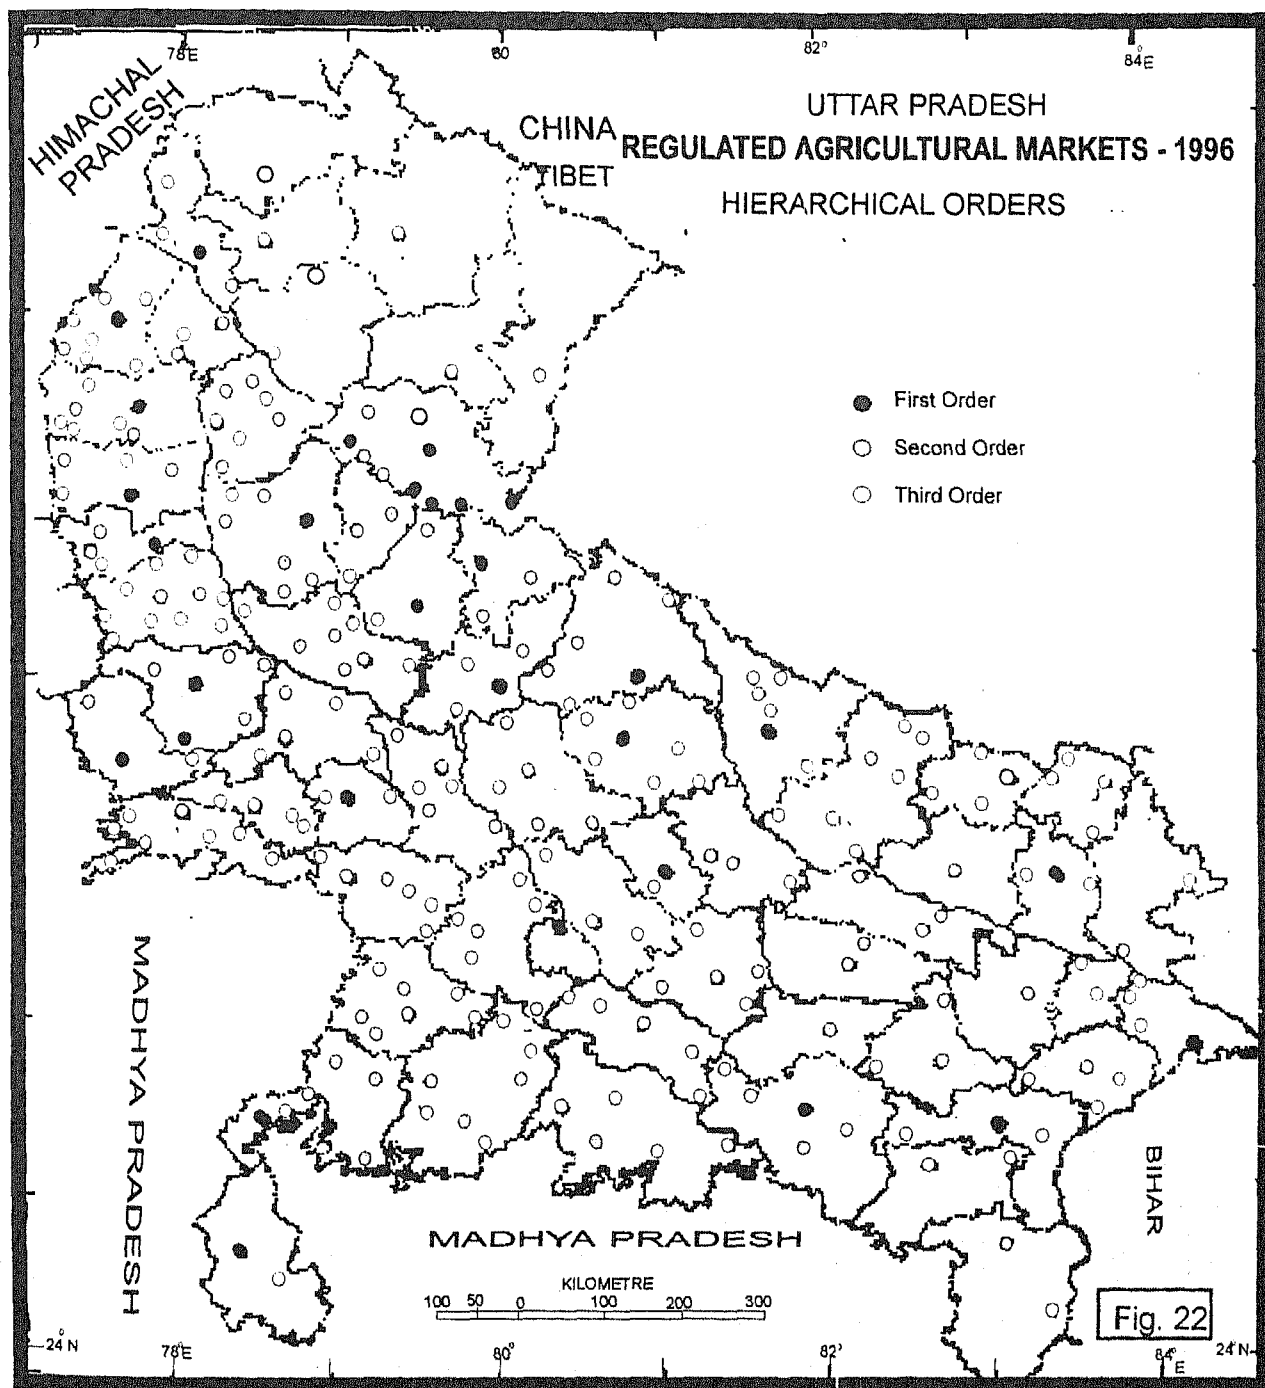 78°E
80
82°
84°E
HIMACHAL
PRADESH
CHINA
TIBET
UTTAR PRADESH
REGULATED AGRICULTURAL MARKETS - 1996
HIERARCHICAL ORDERS
First Order
Second Order
Third Order
MADHYA PRADESH
MADHYA PRADESH
BIHAR
KILOMETRE
100 50 0 100 200 300
Fig. 22
24°N
24°N
78°E
80°
82°
84°E